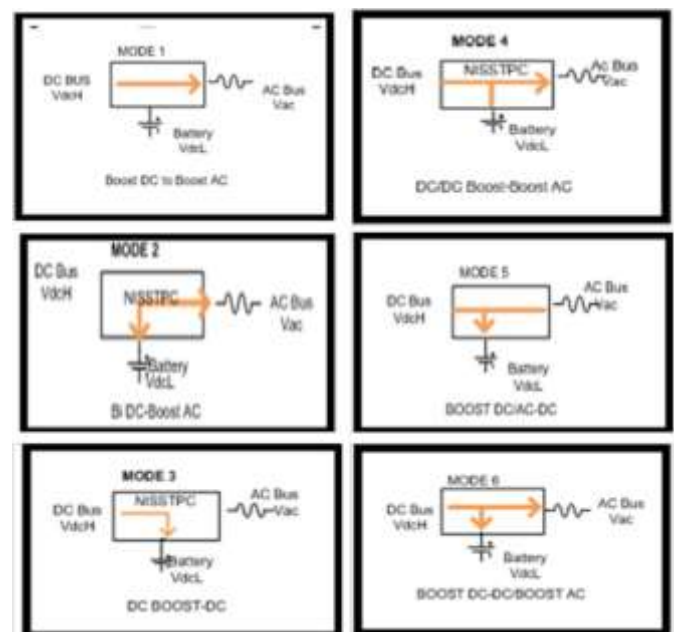 MODE 1
DC BUS
VdcH
AC Bus
Vac
Battery
VdcL
Boost DC to Boost AC
MODE 4
NISSTPC
DC Bus
VdcH
Ac Bus
Vac
Battery
VdcL
DC/DC Boost-Boost AC
MODE 2
DC Bus
VdcH
NISSTPC
AC Bus
Vac
Battery
VdcL
Bi DC-Boost AC
MODE 5
DC Bus
VdcH
AC Bus
Vac
Battery
VdcL
BOOST DC/AC-DC
MODE 3
NISSTPC
DC Bus
VdcH
AC Bus
Vac
Battery
VdcL
DC BOOST-DC
MODE 6
DC Bus
VdcH
AC Bus
Vac
Battery
VdcL
BOOST DC-DC/BOOST AC